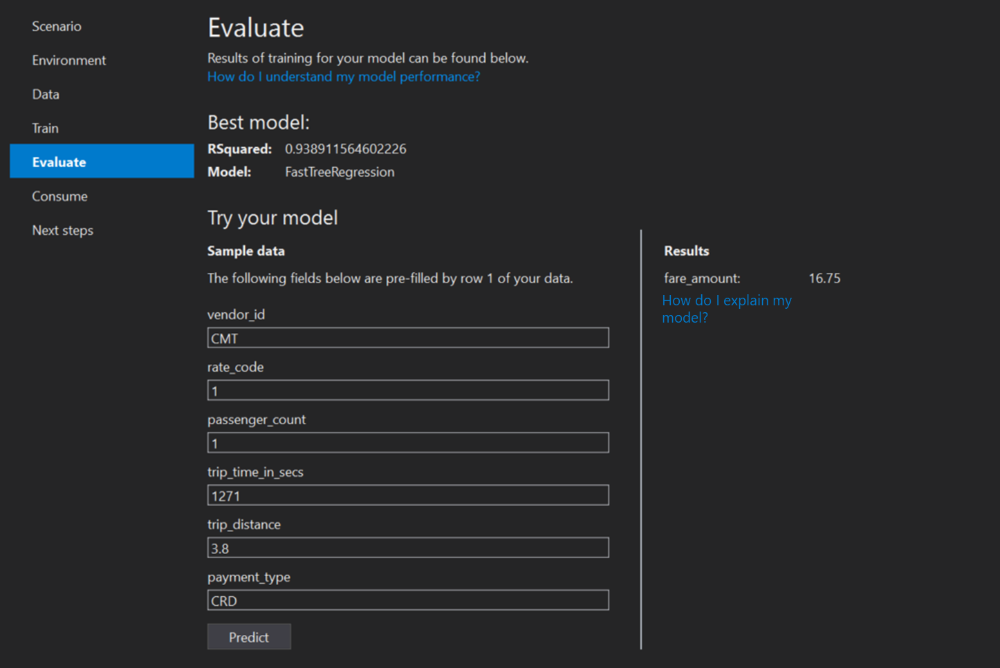 Scenario
Environment
Data
Train
Evaluate
Consume
Next steps
Evaluate
Results of training for your model can be found below.
How do I understand my model performance?
Best model:
RSquared: 0.938911564602226
Model: FastTreeRegression
Try your model
Sample data
The following fields below are pre-filled by row 1 of your data.
vendor_id
CMT
rate_code
1
passenger_count
1
trip_time_in_secs
1271
trip_distance
3.8
payment_type
CRD
Predict
Results
fare_amount: 16.75
How do I explain my
model?